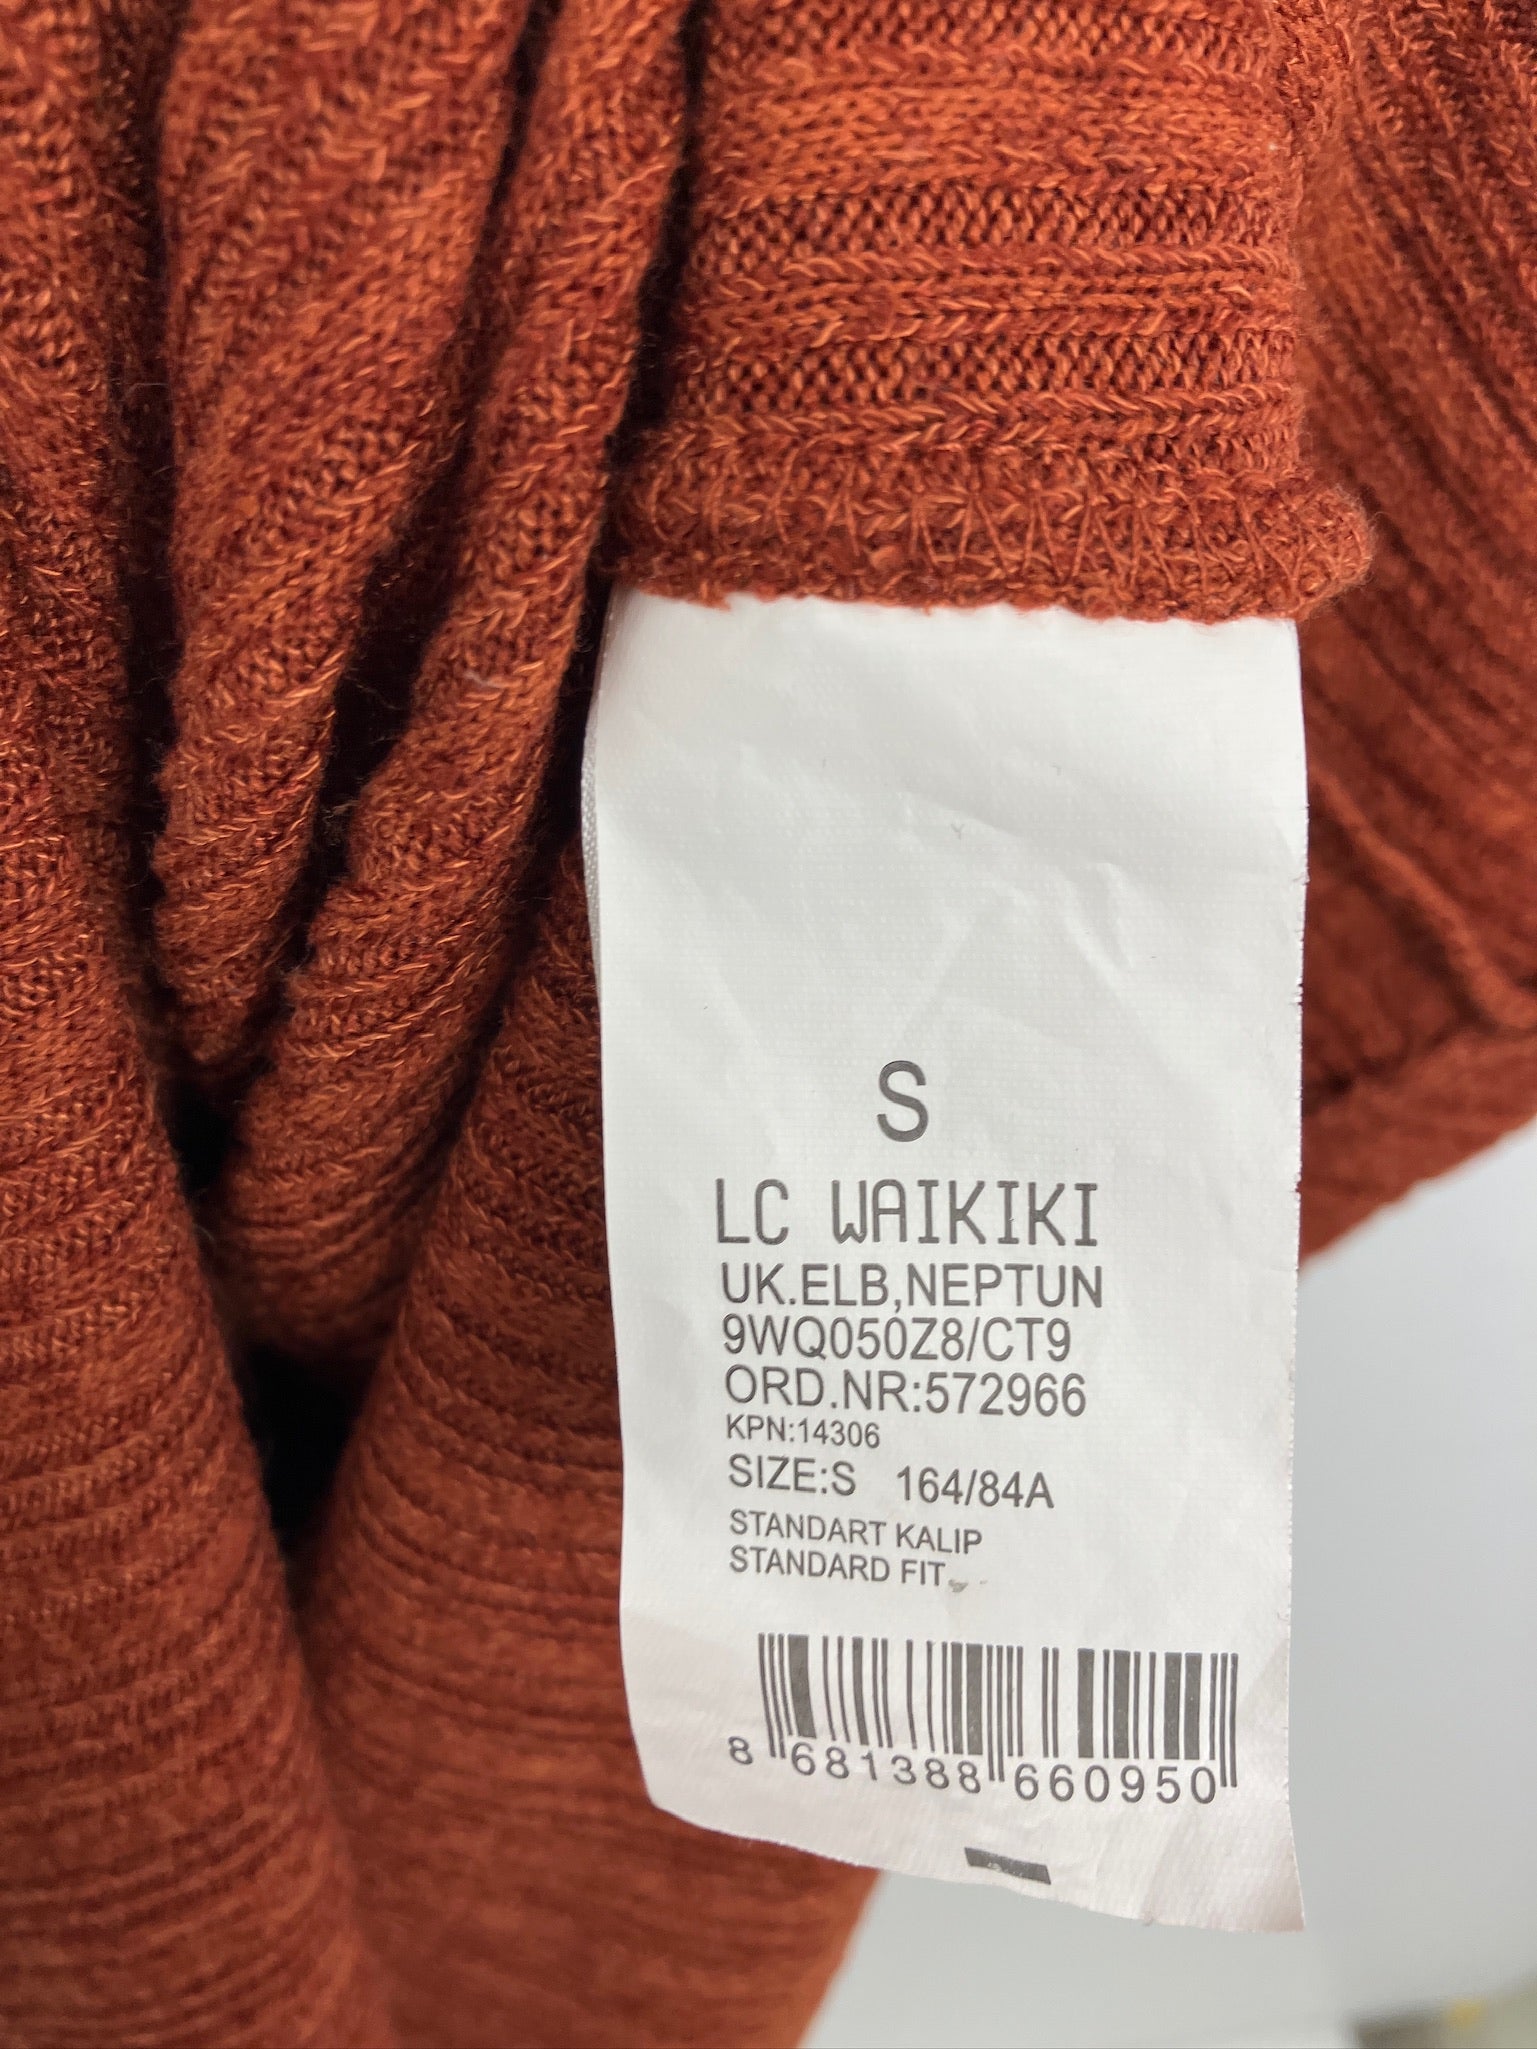 S
LC WAIKIKI
UK.ELB,NEPTUN
9WQ050Z8/CT9
ORD.NR:572966
KPN:14306
SIZE:S 164/84A
STANDART KALIP
STANDARD FIT
8 681388 660950